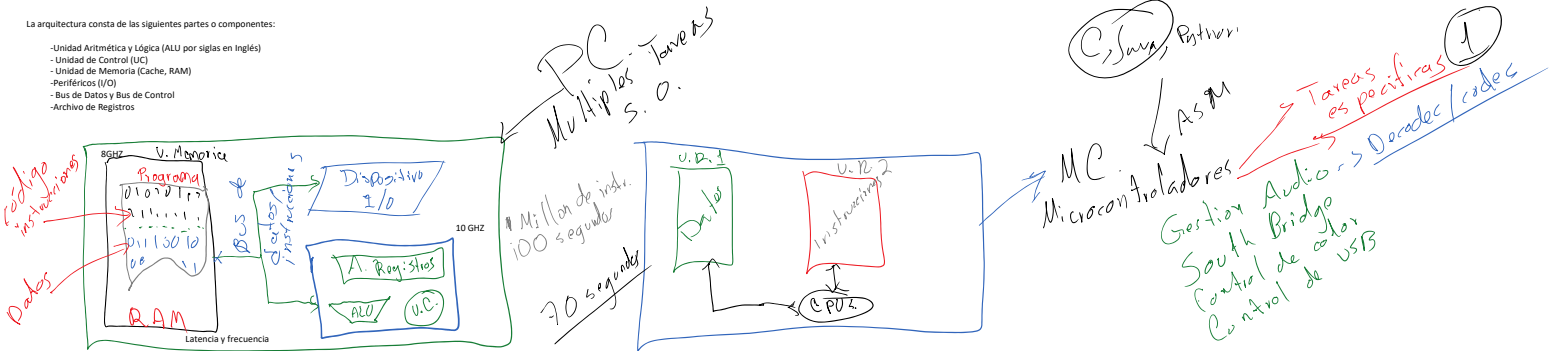 La arquitectura consta de las siguientes partes o componentes:
-Unidad Aritmética y Lógica (ALU por siglas en Inglés)
- Unidad de Control (UC)
- Unidad de Memoria (Cache, RAM)
-Periféricos (I/O)
- Bus de Datos y Bus de Control
-Archivo de Registros
PC
Multiples Tareas
S.O.
8GHZ
U. Memoria
Programa
Código
instrucciones
Datos
RAM
Latencia y frecuencia
Bus de
datos/
instrucciones
Dispositivo
I/O
10 GHZ
A. Registros
ALU
U.C.
1 Millon de instr.
100 segundos
70 segundos
Datos
instrucciones
CPU
C, Java, Python.
ASM
MC
Microcontroladores
Tareas
especificas
1
Gestion Audio -> Decodec/codec
South Bridge
Control de color
Control de USB